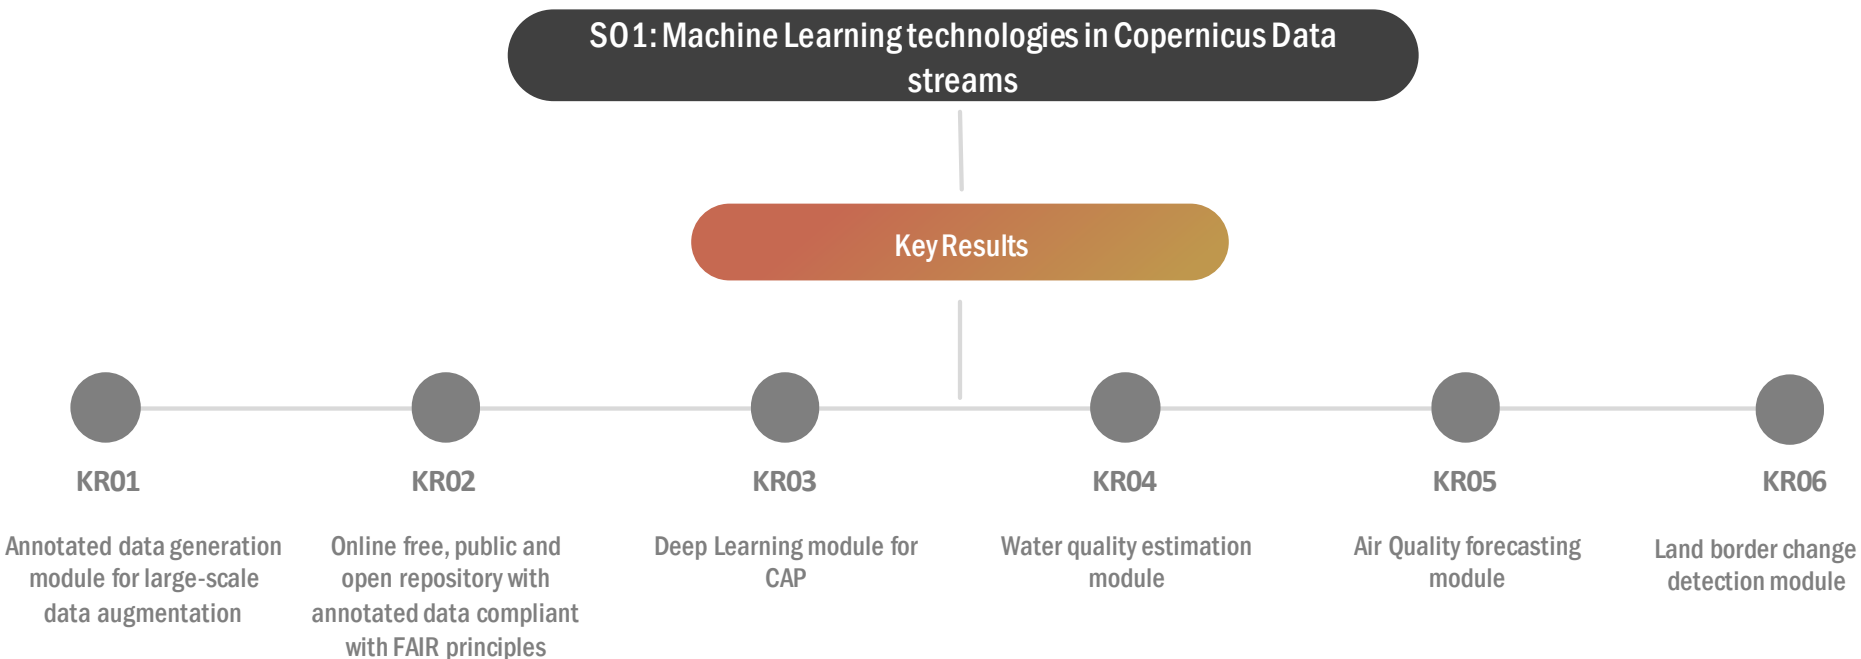 SO1: Machine Learning technologies in Copernicus Data
streams
Key Results
KR01
KR02
KR03
KR04
KR05
KR06
Annotated data generation
module for large-scale
data augmentation
Online free, public and
open repository with
annotated data compliant
with FAIR principles
Deep Learning module for
CAP
Water quality estimation
module
Air Quality forecasting
module
Land border change
detection module